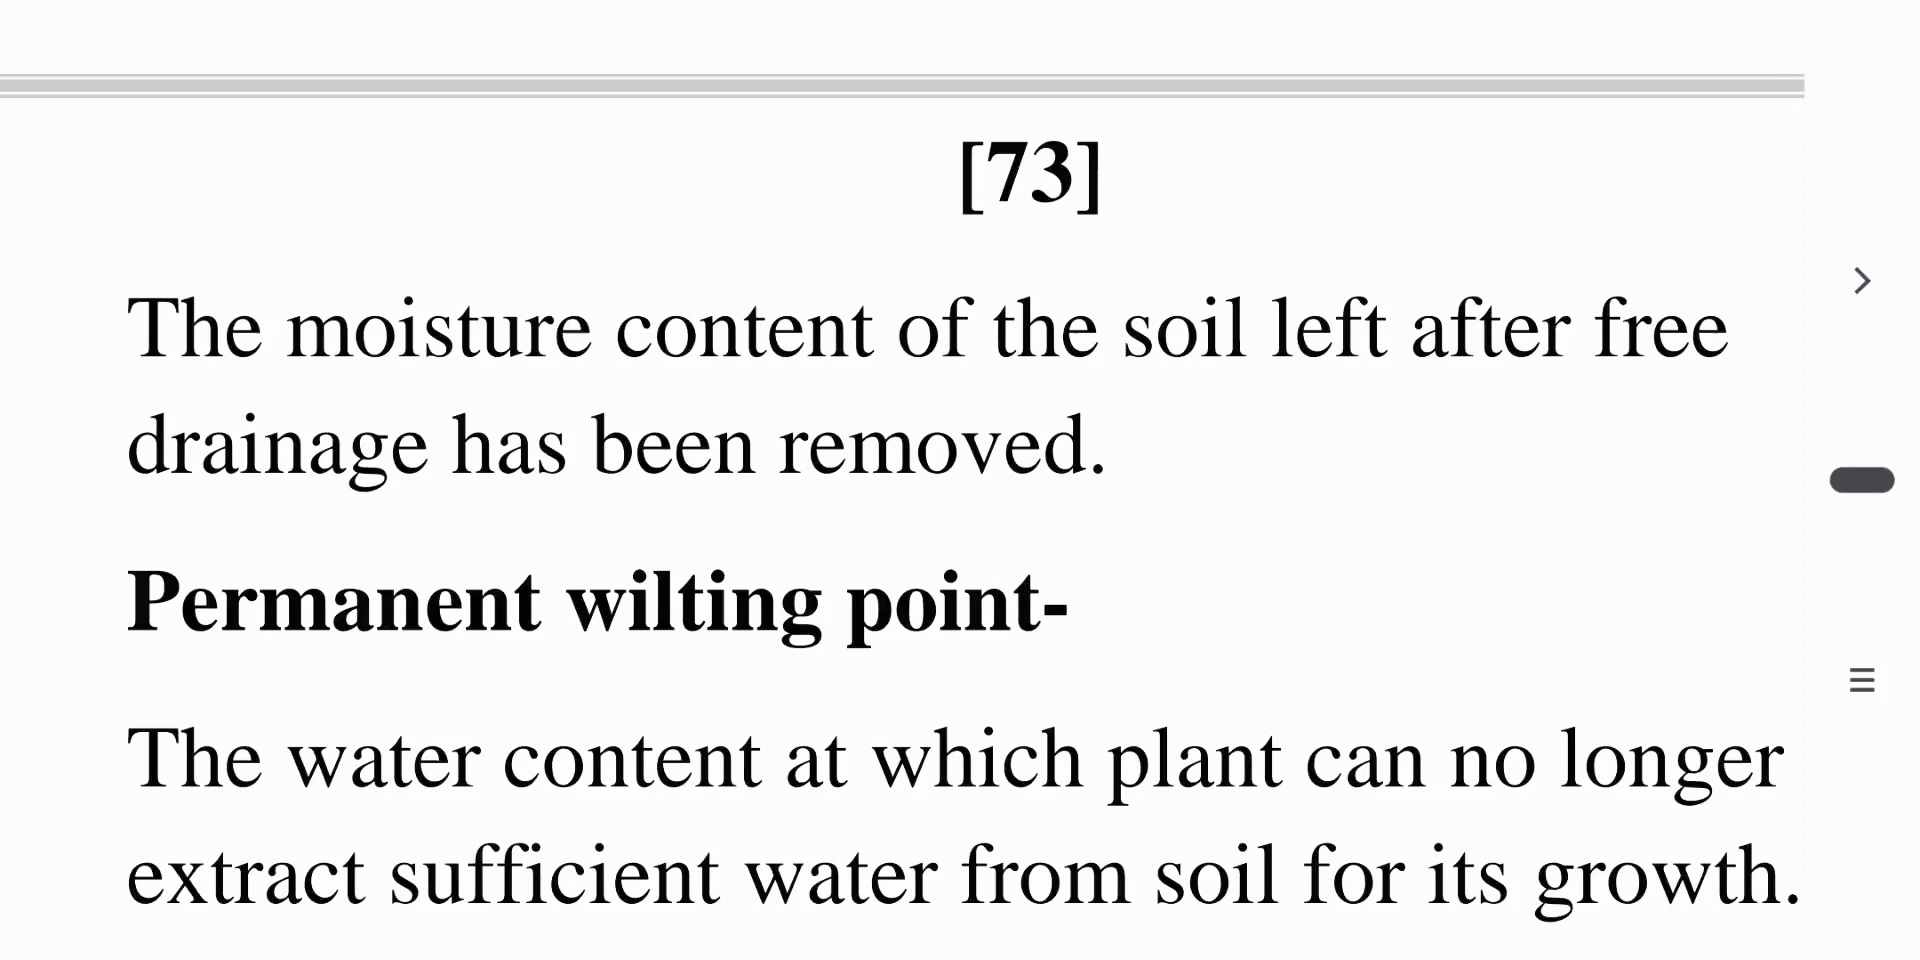 [73]
The moisture content of the soil left after free
drainage has been removed.
Permanent wilting point-
The water content at which plant can no longer
extract sufficient water from soil for its growth.